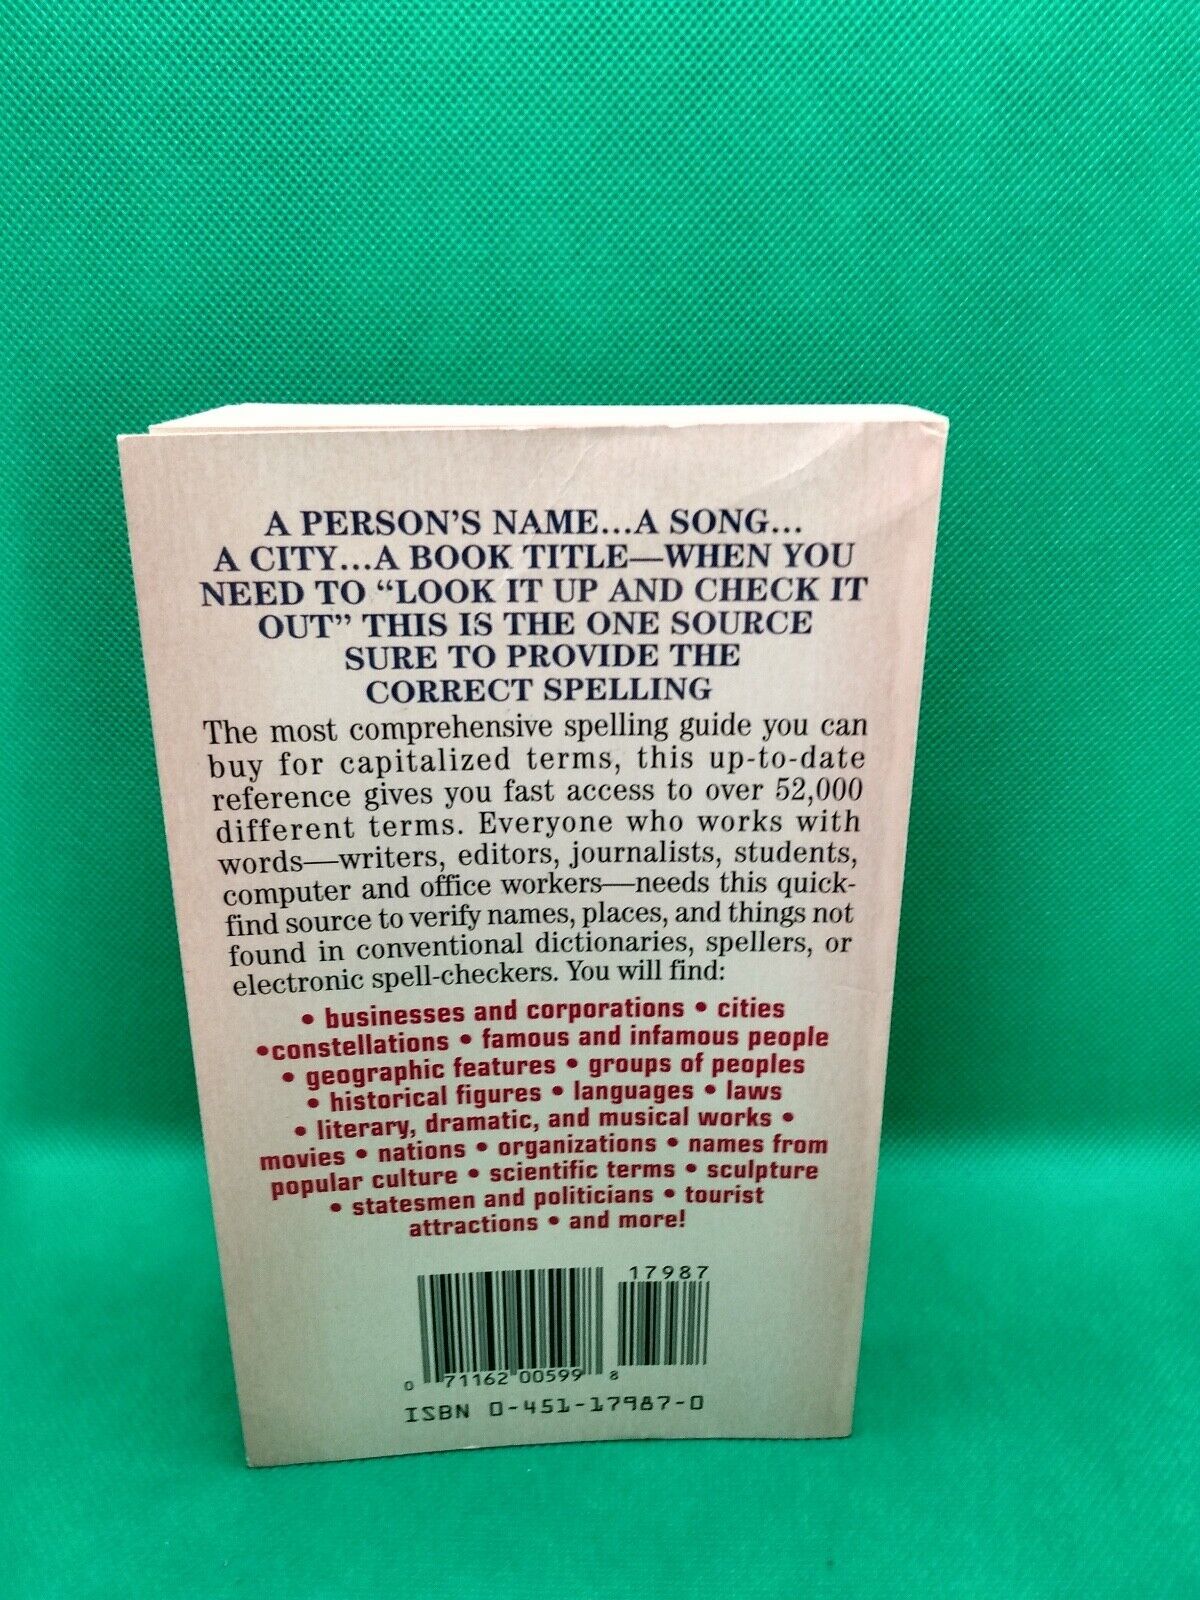 A PERSON'S NAME...A SONG...
A CITY...A BOOK TITLE—WHEN YOU
NEED TO "LOOK IT UP AND CHECK IT
OUT" THIS IS THE ONE SOURCE
SURE TO PROVIDE THE
CORRECT SPELLING
The most comprehensive spelling guide you can
buy for capitalized terms, this up-to-date
reference gives you fast access to over 52,000
different terms. Everyone who works with
words—writers, editors, journalists, students,
computer and office workers—needs this quick-
find source to verify names, places, and things not
found in conventional dictionaries, spellers, or
electronic spell-checkers. You will find:
• businesses and corporations • cities
•constellations • famous and infamous people
• geographic features • groups of peoples
• historical figures • languages • laws
• literary, dramatic, and musical works •
movies • nations • organizations • names from
popular culture • scientific terms • sculpture
• statesmen and politicians • tourist
attractions • and more!
17987
0 71162 00599 8
ISBN 0-451-17987-0